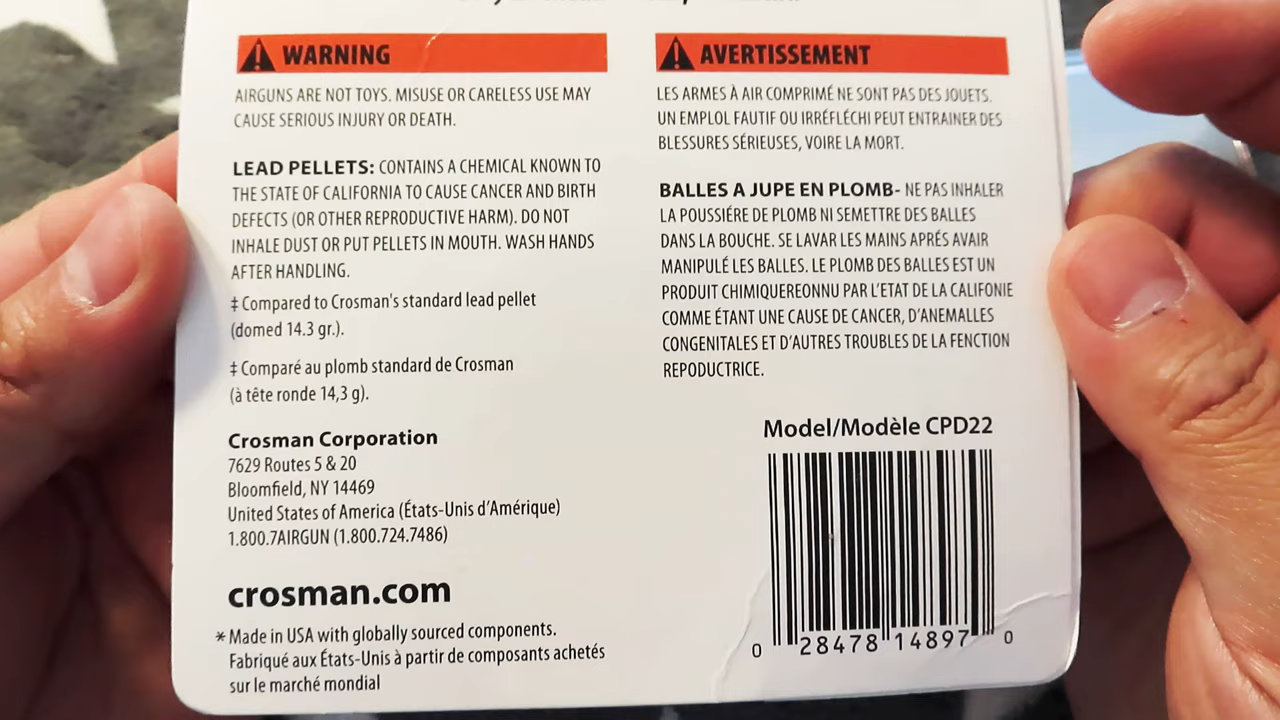 WARNING
AIRGUNS ARE NOT TOYS. MISUSE OR CARELESS USE MAY
CAUSE SERIOUS INJURY OR DEATH.
LEAD PELLETS: CONTAINS A CHEMICAL KNOWN TO
THE STATE OF CALIFORNIA TO CAUSE CANCER AND BIRTH
DEFECTS (OR OTHER REPRODUCTIVE HARM). DO NOT
INHALE DUST OR PUT PELLETS IN MOUTH. WASH HANDS
AFTER HANDLING.
‡ Compared to Crosman's standard lead pellet
(domed 14.3 gr.).
‡ Comparé au plomb standard de Crosman
(à tête ronde 14,3 g).
Crosman Corporation
7629 Routes 5 & 20
Bloomfield, NY 14469
United States of America (États-Unis d'Amérique)
1.800.7AIRGUN (1.800.724.7486)
crosman.com
* Made in USA with globally sourced components.
Fabriqué aux États-Unis à partir de composants achetés
sur le marché mondial
AVERTISSEMENT
LES ARMES À AIR COMPRIMÉ NE SONT PAS DES JOUETS.
UN EMPLOL FAUTIF OU IRRÉFLÉCHI PEUT ENTRAINER DES
BLESSURES SÉRIEUSES, VOIRE LA MORT.
BALLES A JUPE EN PLOMB- NE PAS INHALER
LA POUSSIÉRE DE PLOMB NI SEMETTRE DES BALLES
DANS LA BOUCHE. SE LAVAR LES MAINS APRÉS AVAIR
MANIPULÉ LES BALLES. LE PLOMB DES BALLES EST UN
PRODUIT CHIMIQUEREONNU PAR L'ETAT DE LA CALIFONIE
COMME ÉTANT UNE CAUSE DE CANCER, D'ANEMALLES
CONGENITALES ET D'AUTRES TROUBLES DE LA FENCTION
REPODUCTRICE.
Model/Modèle CPD22
0 28478 14897 0